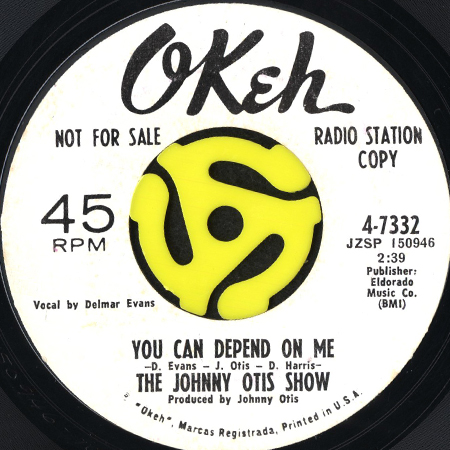 OKeh
NOT FOR SALE
RADIO STATION
COPY
45
RPM
4-7332
JZSP 150946
2:39
Publisher:
Eldorado
Music Co.
(BMI)
Vocal by Delmar Evans
YOU CAN DEPEND ON ME
–D. Evans – J. Otis – D. Harris–
THE JOHNNY OTIS SHOW
Produced by Johnny Otis
"Okeh", Marcas Registrada, Printed in U.S.A.